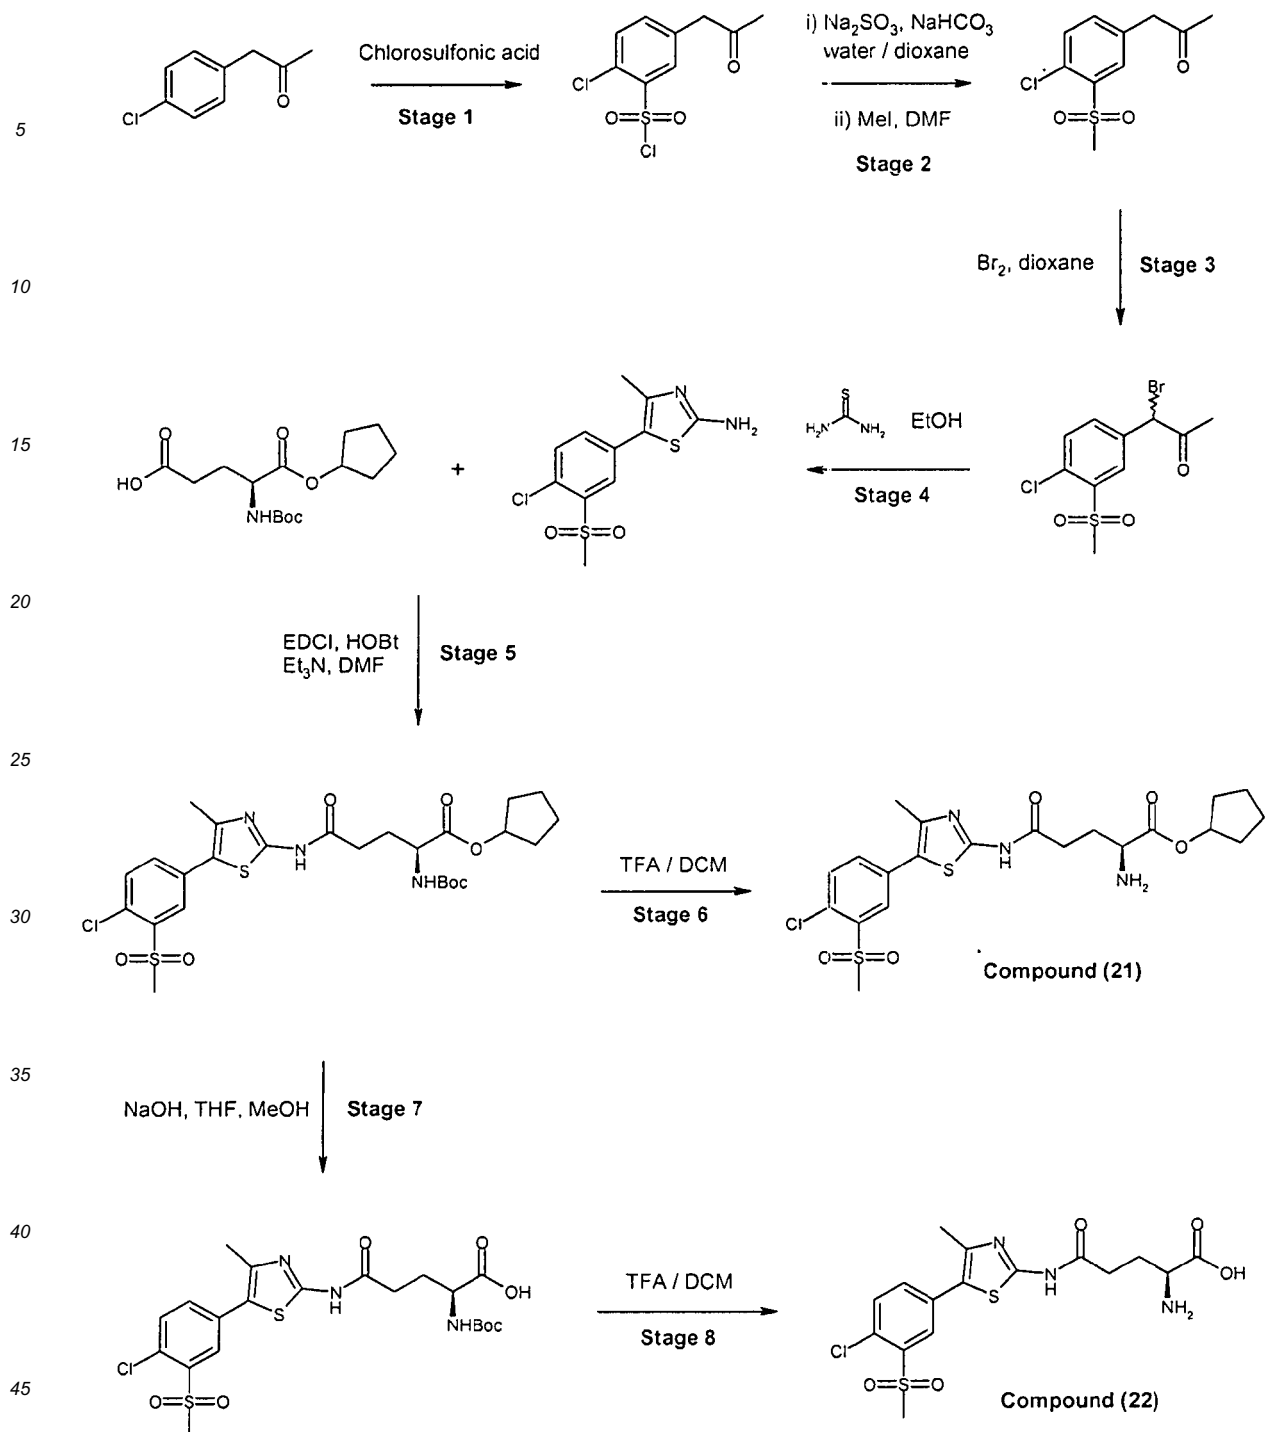 Chlorosulfonic acid
Stage 1
i) Na2SO3, NaHCO3
water / dioxane
ii) MeI, DMF
Stage 2
Cl
O
Cl
O=S=O
Cl
O
Cl
O=S=O
O
5
Br2, dioxane
Stage 3
10
O
HO
O
O
NHBoc
+
N
S
NH2
Cl
O=S=O
S
H2N
NH2
EtOH
Stage 4
Br
O
Cl
O=S=O
15
20
EDCI, HOBt
Et3N, DMF
Stage 5
25
N
S
N
H
O
O
O
NHBoc
Cl
O=S=O
TFA / DCM
Stage 6
N
S
N
H
O
O
O
NH2
Cl
O=S=O
Compound (21)
30
35
NaOH, THF, MeOH
Stage 7
40
N
S
N
H
O
O
OH
NHBoc
Cl
O=S=O
TFA / DCM
Stage 8
N
S
N
H
O
O
OH
NH2
Cl
O=S=O
Compound (22)
45